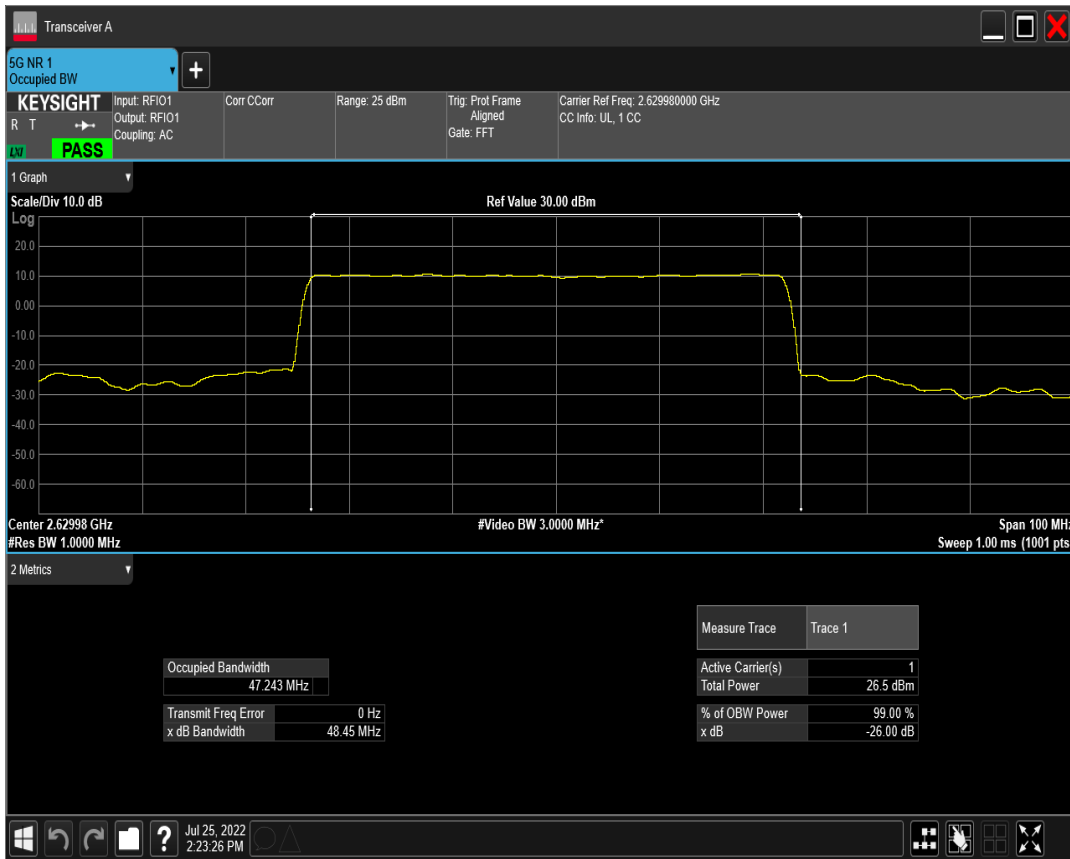 Transceiver A
5G NR 1
Occupied BW
KEYSIGHT
R T
LXI
PASS
Input: RFIO1
Output: RFIO1
Coupling: AC
Corr CCorr
Range: 25 dBm
Trig: Prot Frame
Aligned
Gate: FFT
Carrier Ref Freq: 2.629980000 GHz
CC Info: UL, 1 CC
1 Graph
Scale/Div 10.0 dB
Ref Value 30.00 dBm
Log
20.0
10.0
0.00
-10.0
-20.0
-30.0
-40.0
-50.0
-60.0
Center 2.62998 GHz
#Video BW 3.0000 MHz*
Span 100 MHz
#Res BW 1.0000 MHz
Sweep 1.00 ms (1001 pts
2 Metrics
Measure Trace Trace 1
Occupied Bandwidth
47.243 MHz
Active Carrier(s) 1
Total Power 26.5 dBm
Transmit Freq Error 0 Hz
x dB Bandwidth 48.45 MHz
% of OBW Power 99.00 %
x dB -26.00 dB
?
Jul 25, 2022
2:23:26 PM